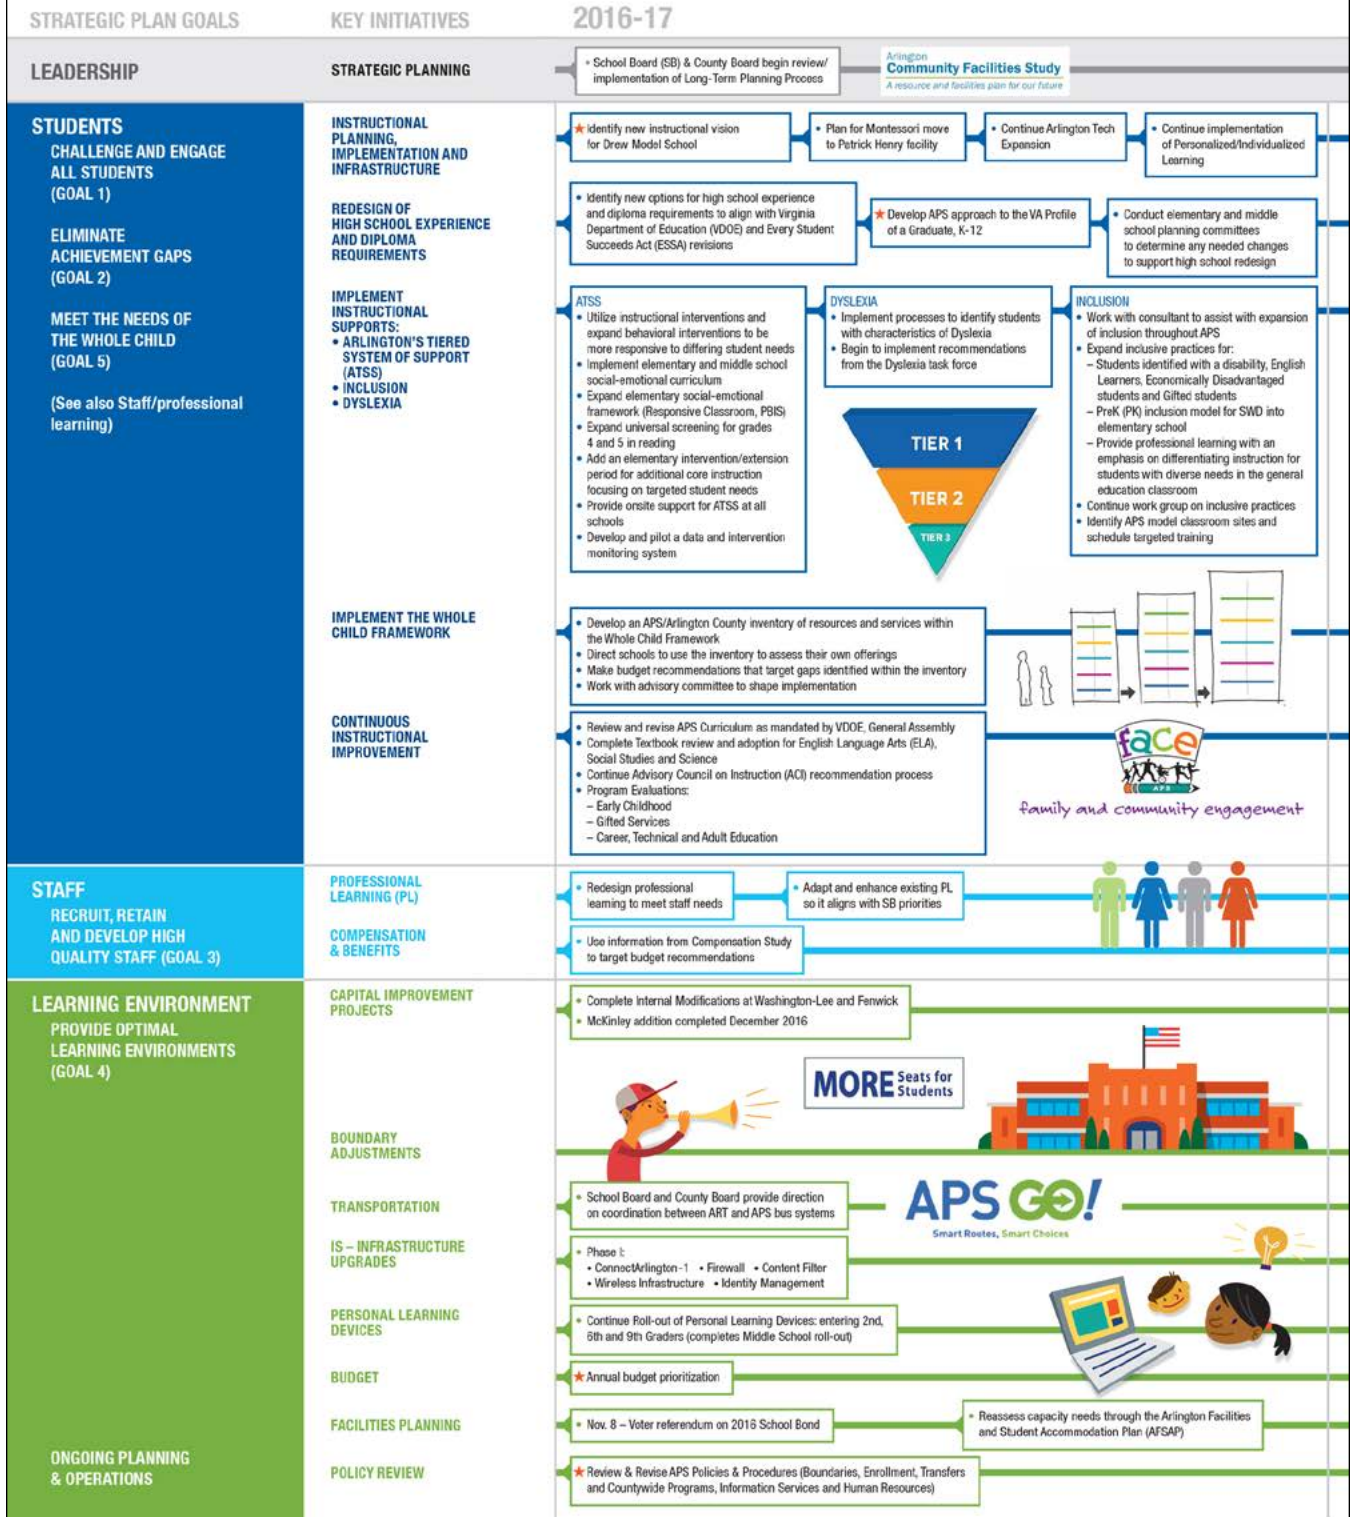 STRATEGIC PLAN GOALS
KEY INITIATIVES
2016-17
LEADERSHIP
STRATEGIC PLANNING
• School Board (SB) & County Board begin review/
implementation of Long-Term Planning Process
Arlington
Community Facilities Study
A resource and facilities plan for our future
STUDENTS
CHALLENGE AND ENGAGE
ALL STUDENTS
(GOAL 1)
ELIMINATE
ACHIEVEMENT GAPS
(GOAL 2)
MEET THE NEEDS OF
THE WHOLE CHILD
(GOAL 5)
(See also Staff/professional
learning)
INSTRUCTIONAL
PLANNING,
IMPLEMENTATION AND
INFRASTRUCTURE
★ Identify new instructional vision
for Drew Model School
• Plan for Montessori move
to Patrick Henry facility
• Continue Arlington Tech
Expansion
• Continue implementation
of Personalized/Individualized
Learning
REDESIGN OF
HIGH SCHOOL EXPERIENCE
AND DIPLOMA
REQUIREMENTS
• Identify new options for high school experience
and diploma requirements to align with Virginia
Department of Education (VDOE) and Every Student
Succeeds Act (ESSA) revisions
★ Develop APS approach to the VA Profile
of a Graduate, K-12
• Conduct elementary and middle
school planning committees
to determine any needed changes
to support high school redesign
IMPLEMENT
INSTRUCTIONAL
SUPPORTS:
• ARLINGTON'S TIERED
SYSTEM OF SUPPORT
(ATSS)
• INCLUSION
• DYSLEXIA
ATSS
• Utilize instructional interventions and
expand behavioral interventions to be
more responsive to differing student needs
• Implement elementary and middle school
social-emotional curriculum
• Expand elementary social-emotional
framework (Responsive Classroom, PBIS)
• Expand universal screening for grades
4 and 5 in reading
• Add an elementary intervention/extension
period for additional core instruction
focusing on targeted student needs
• Provide onsite support for ATSS at all
schools
• Develop and pilot a data and intervention
monitoring system
DYSLEXIA
• Implement processes to identify students
with characteristics of Dyslexia
• Begin to implement recommendations
from the Dyslexia task force
TIER 1
TIER 2
TIER 3
INCLUSION
• Work with consultant to assist with expansion
of inclusion throughout APS
• Expand inclusive practices for:
– Students identified with a disability, English
Learners, Economically Disadvantaged
students and Gifted students
– PreK (PK) inclusion model for SWD into
elementary school
– Provide professional learning with an
emphasis on differentiating instruction for
students with diverse needs in the general
education classroom
• Continue work group on inclusive practices
• Identify APS model classroom sites and
schedule targeted training
IMPLEMENT THE WHOLE
CHILD FRAMEWORK
• Develop an APS/Arlington County inventory of resources and services within
the Whole Child Framework
• Direct schools to use the inventory to assess their own offerings
• Make budget recommendations that target gaps identified within the inventory
• Work with advisory committee to shape implementation
CONTINUOUS
INSTRUCTIONAL
IMPROVEMENT
• Review and revise APS Curriculum as mandated by VDOE, General Assembly
• Complete Textbook review and adoption for English Language Arts (ELA),
Social Studies and Science
• Continue Advisory Council on Instruction (ACI) recommendation process
• Program Evaluations:
– Early Childhood
– Gifted Services
– Career, Technical and Adult Education
face
APS
family and community engagement
STAFF
RECRUIT, RETAIN
AND DEVELOP HIGH
QUALITY STAFF (GOAL 3)
PROFESSIONAL
LEARNING (PL)
• Redesign professional
learning to meet staff needs
• Adapt and enhance existing PL
so it aligns with SB priorities
COMPENSATION
& BENEFITS
• Use information from Compensation Study
to target budget recommendations
LEARNING ENVIRONMENT
PROVIDE OPTIMAL
LEARNING ENVIRONMENTS
(GOAL 4)
CAPITAL IMPROVEMENT
PROJECTS
• Complete Internal Modifications at Washington-Lee and Fenwick
• McKinley addition completed December 2016
MORE Seats for
Students
BOUNDARY
ADJUSTMENTS
TRANSPORTATION
• School Board and County Board provide direction
on coordination between ART and APS bus systems
APS GO!
Smart Routes, Smart Choices
IS – INFRASTRUCTURE
UPGRADES
• Phase I:
• ConnectArlington-1 • Firewall • Content Filter
• Wireless Infrastructure • Identity Management
PERSONAL LEARNING
DEVICES
• Continue Roll-out of Personal Learning Devices: entering 2nd,
6th and 9th Graders (completes Middle School roll-out)
BUDGET
★ Annual budget prioritization
FACILITIES PLANNING
• Nov. 8 – Voter referendum on 2016 School Bond
• Reassess capacity needs through the Arlington Facilities
and Student Accommodation Plan (AFSAP)
ONGOING PLANNING
& OPERATIONS
POLICY REVIEW
★ Review & Revise APS Policies & Procedures (Boundaries, Enrollment, Transfers
and Countywide Programs, Information Services and Human Resources)